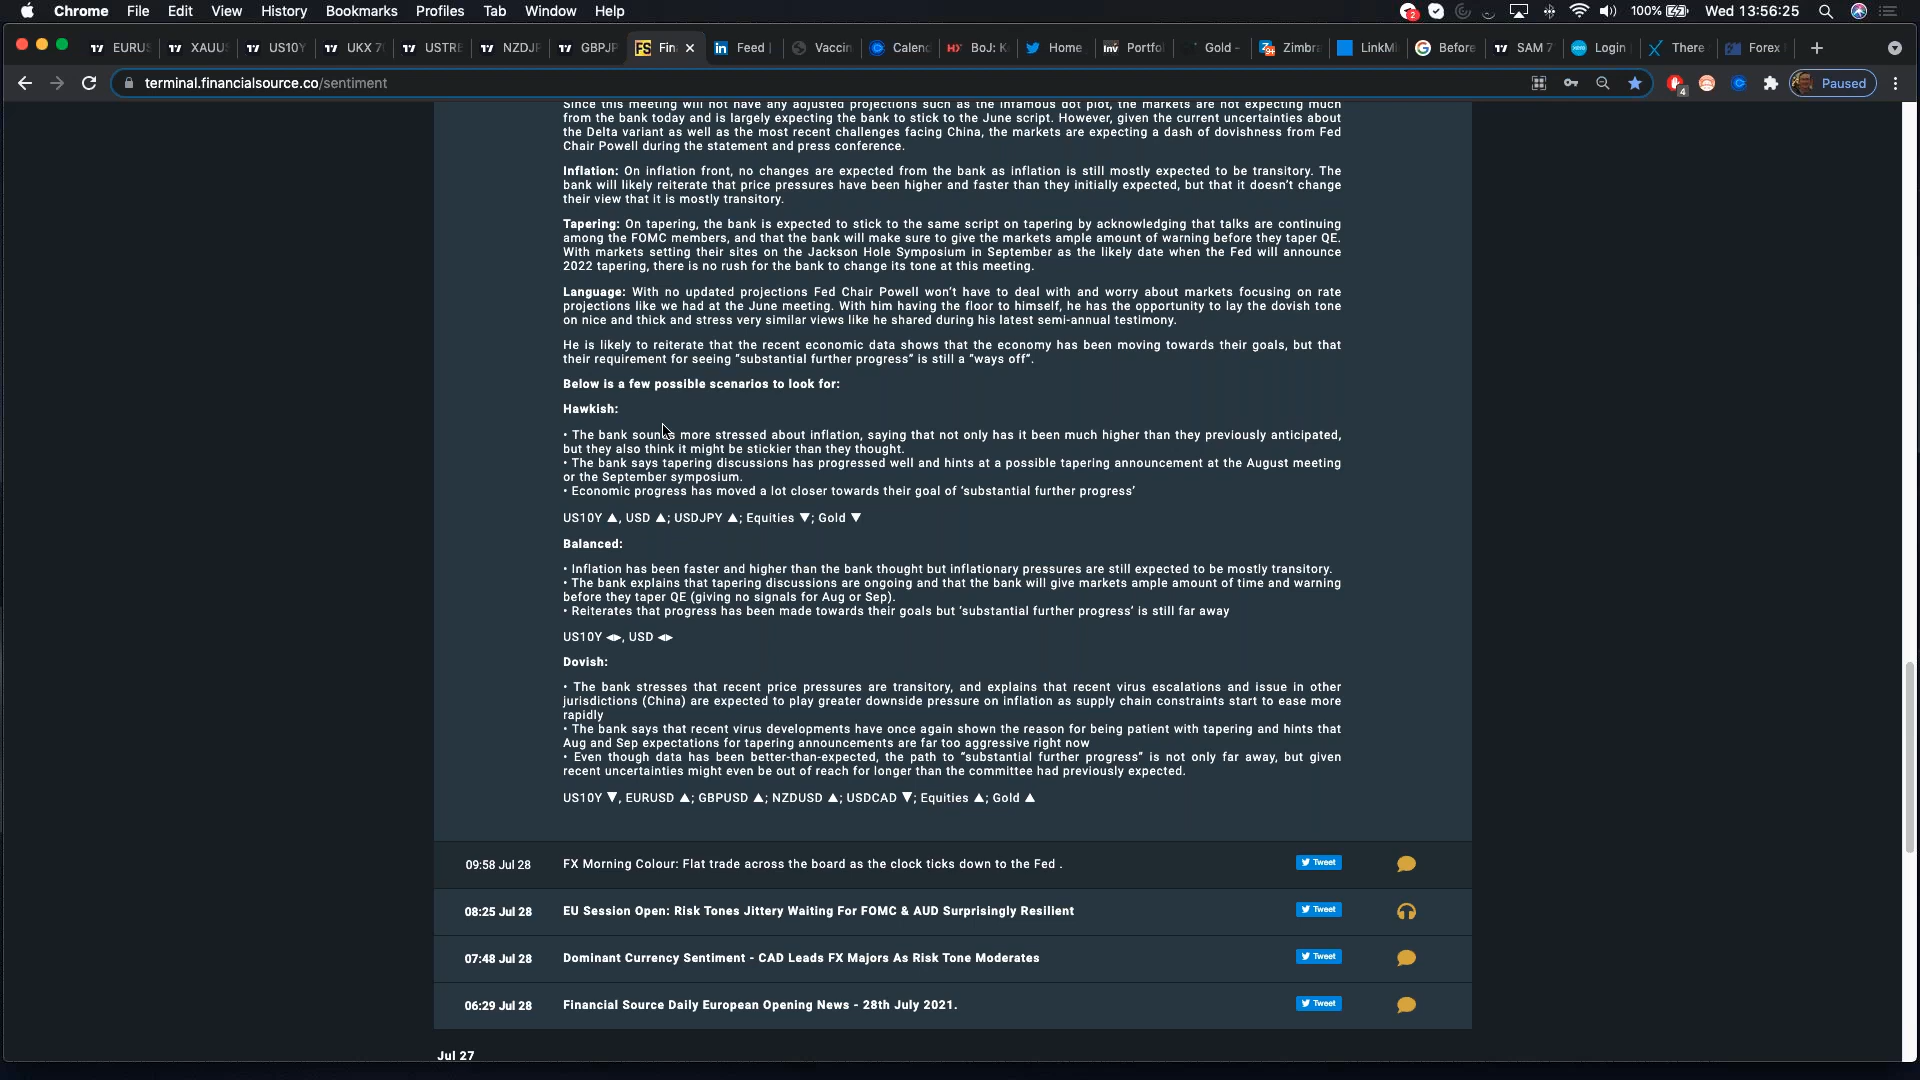 Chrome File Edit View History Bookmarks Profiles Tab Window Help 2 100% Wed 13:56:25
EURUS XAUUS US10Y UKX 70 USTRE NZDJP GBPJP FS Fin in Feed Vaccin Calend HX BoJ: K Home inv Portfol Gold - Zimbra LinkMi Before SAM 7 Login There Forex
terminal.financialsource.co/sentiment 4 Paused
Since this meeting will not have any adjusted projections such as the infamous dot plot, the markets are not expecting much
from the bank today and is largely expecting the bank to stick to the June script. However, given the current uncertainties about
the Delta variant as well as the most recent challenges facing China, the markets are expecting a dash of dovishness from Fed
Chair Powell during the statement and press conference.
Inflation: On inflation front, no changes are expected from the bank as inflation is still mostly expected to be transitory. The
bank will likely reiterate that price pressures have been higher and faster than they initially expected, but that it doesn't change
their view that it is mostly transitory.
Tapering: On tapering, the bank is expected to stick to the same script on tapering by acknowledging that talks are continuing
among the FOMC members, and that the bank will make sure to give the markets ample amount of warning before they taper QE.
With markets setting their sites on the Jackson Hole Symposium in September as the likely date when the Fed will announce
2022 tapering, there is no rush for the bank to change its tone at this meeting.
Language: With no updated projections Fed Chair Powell won't have to deal with and worry about markets focusing on rate
projections like we had at the June meeting. With him having the floor to himself, he has the opportunity to lay the dovish tone
on nice and thick and stress very similar views like he shared during his latest semi-annual testimony.
He is likely to reiterate that the recent economic data shows that the economy has been moving towards their goals, but that
their requirement for seeing "substantial further progress" is still a "ways off".
Below is a few possible scenarios to look for:
Hawkish:
• The bank sounds more stressed about inflation, saying that not only has it been much higher than they previously anticipated,
but they also think it might be stickier than they thought.
• The bank says tapering discussions has progressed well and hints at a possible tapering announcement at the August meeting
or the September symposium.
• Economic progress has moved a lot closer towards their goal of 'substantial further progress'
US10Y ▲, USD ▲; USDJPY ▲; Equities ▼; Gold ▼
Balanced:
• Inflation has been faster and higher than the bank thought but inflationary pressures are still expected to be mostly transitory.
• The bank explains that tapering discussions are ongoing and that the bank will give markets ample amount of time and warning
before they taper QE (giving no signals for Aug or Sep).
• Reiterates that progress has been made towards their goals but 'substantial further progress' is still far away
US10Y ◄►, USD ◄►
Dovish:
• The bank stresses that recent price pressures are transitory, and explains that recent virus escalations and issue in other
jurisdictions (China) are expected to play greater downside pressure on inflation as supply chain constraints start to ease more
rapidly
• The bank says that recent virus developments have once again shown the reason for being patient with tapering and hints that
Aug and Sep expectations for tapering announcements are far too aggressive right now
• Even though data has been better-than-expected, the path to "substantial further progress" is not only far away, but given
recent uncertainties might even be out of reach for longer than the committee had previously expected.
US10Y ▼, EURUSD ▲; GBPUSD ▲; NZDUSD ▲; USDCAD ▼; Equities ▲; Gold ▲
09:58 Jul 28 FX Morning Colour: Flat trade across the board as the clock ticks down to the Fed . Tweet
08:25 Jul 28 EU Session Open: Risk Tones Jittery Waiting For FOMC & AUD Surprisingly Resilient Tweet
07:48 Jul 28 Dominant Currency Sentiment - CAD Leads FX Majors As Risk Tone Moderates Tweet
06:29 Jul 28 Financial Source Daily European Opening News - 28th July 2021. Tweet
Jul 27